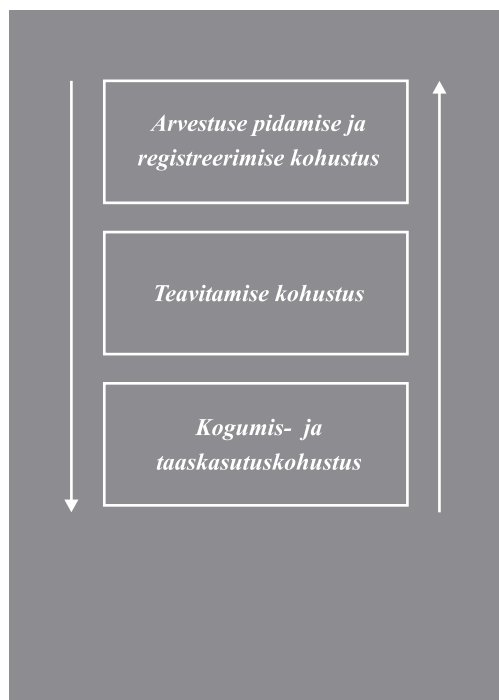 Arvestuse pidamise ja
registreerimise kohustus
Teavitamise kohustus
Kogumis- ja
taaskasutuskohustus